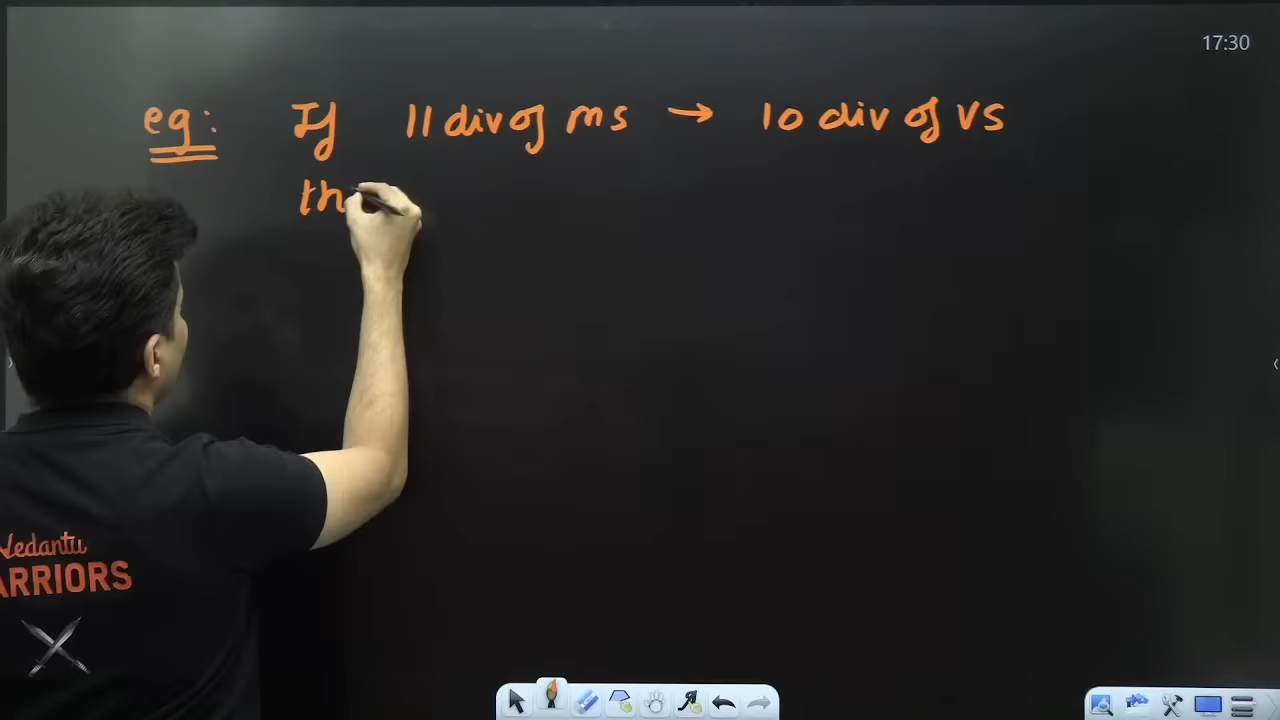 17:30
eg: If 11 div of ms → 10 div of VS
th
Vedantu
ARRIORS